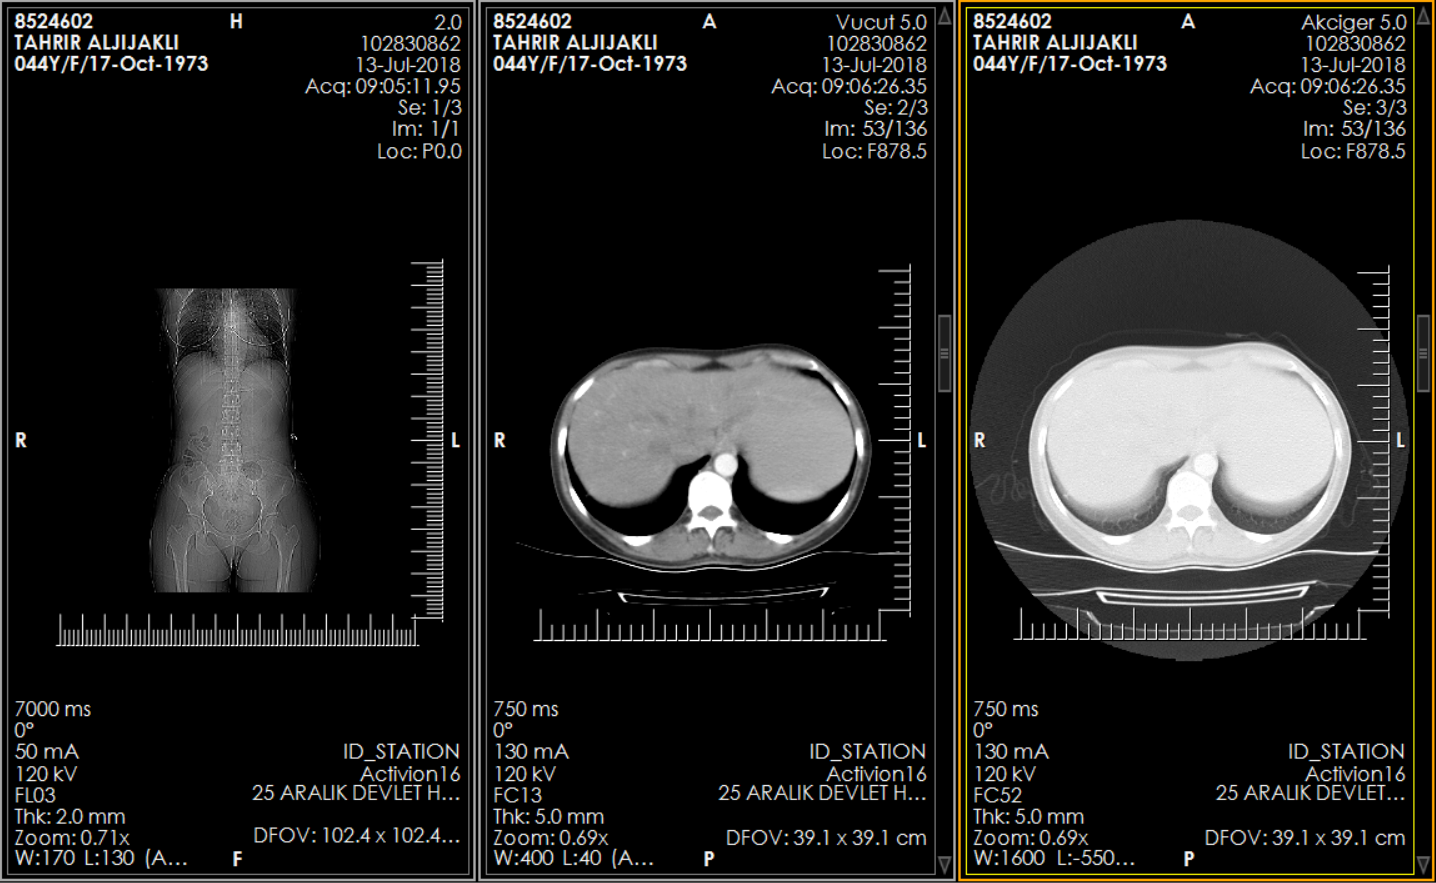 8524602 H 2.0
TAHRIR ALJIJAKLI 102830862
044Y/F/17-Oct-1973 13-Jul-2018
Acq: 09:05:11.95
Se: 1/3
Im: 1/1
Loc: P0.0
R L
7000 ms
0°
50 mA ID_STATION
120 kV Activion16
FL03 25 ARALIK DEVLET H...
Thk: 2.0 mm
Zoom: 0.71x DFOV: 102.4 x 102.4...
W:170 L:130 (A... F
8524602 A Vucut 5.0
TAHRIR ALJIJAKLI 102830862
044Y/F/17-Oct-1973 13-Jul-2018
Acq: 09:06:26.35
Se: 2/3
Im: 53/136
Loc: F878.5
R L
750 ms
0°
130 mA ID_STATION
120 kV Activion16
FC13 25 ARALIK DEVLET H...
Thk: 5.0 mm
Zoom: 0.69x DFOV: 39.1 x 39.1 cm
W:400 L:40 (A... P
8524602 A Akciger 5.0
TAHRIR ALJIJAKLI 102830862
044Y/F/17-Oct-1973 13-Jul-2018
Acq: 09:06:26.35
Se: 3/3
Im: 53/136
Loc: F878.5
R L
750 ms
0°
130 mA ID_STATION
120 kV Activion16
FC52 25 ARALIK DEVLET...
Thk: 5.0 mm
Zoom: 0.69x DFOV: 39.1 x 39.1 cm
W:1600 L:-550... P